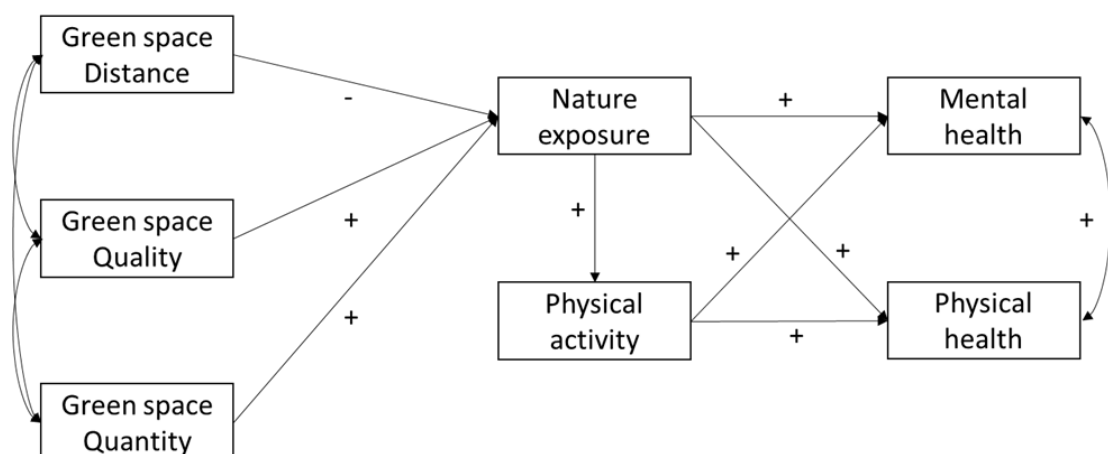 Green space
Distance
-
Nature
exposure
+
Mental
health
Green space
Quality
+
+
+
+
+
Green space
Quantity
+
Physical
activity
+
Physical
health